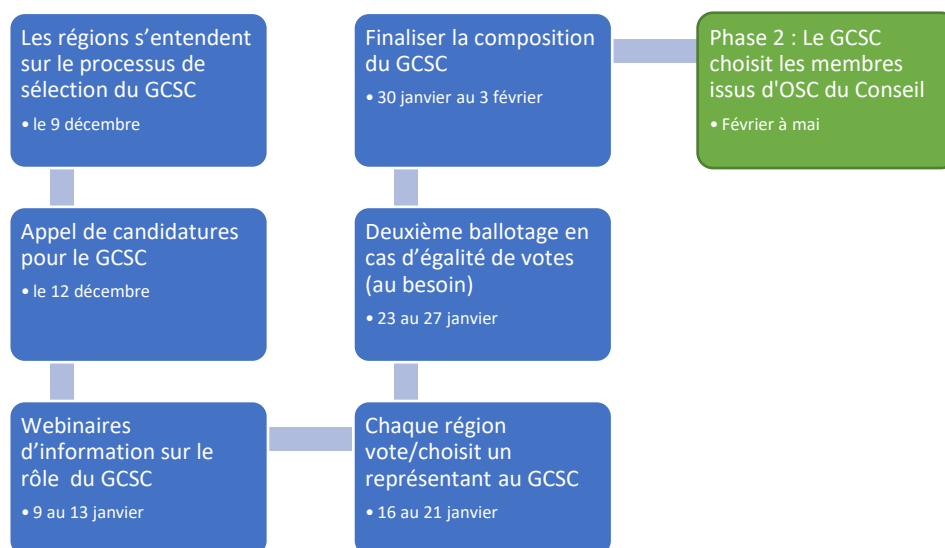 Les régions s’entendent
sur le processus de
sélection du GCSC
• le 9 décembre
Appel de candidatures
pour le GCSC
• le 12 décembre
Webinaires
d’information sur le
rôle  du GCSC
• 9 au 13 janvier
Chaque région
vote/choisit un
représentant au GCSC
• 16 au 21 janvier
Deuxième ballotage en
cas d’égalité de votes
(au besoin)
• 23 au 27 janvier
Finaliser la composition
du GCSC
• 30 janvier au 3 février
Phase 2 : Le GCSC
choisit les membres
issus d'OSC du Conseil
• Février à mai